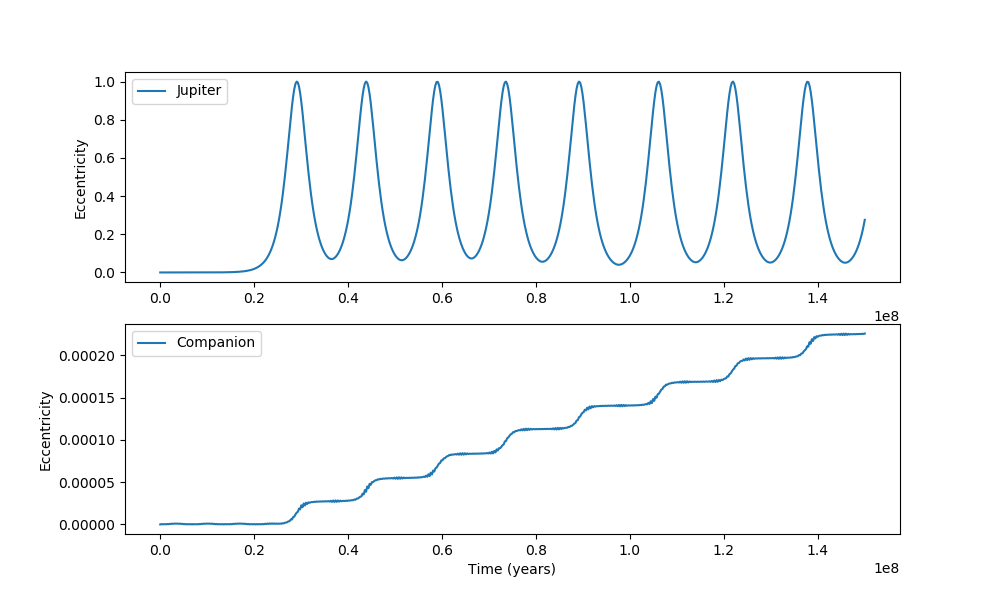 Jupiter
Eccentricity
1.0
0.8
0.6
0.4
0.2
0.0
0.0 0.2 0.4 0.6 0.8 1.0 1.2 1.4
1e8
Companion
Eccentricity
0.00020
0.00015
0.00010
0.00005
0.00000
0.0 0.2 0.4 0.6 0.8 1.0 1.2 1.4
Time (years)
1e8